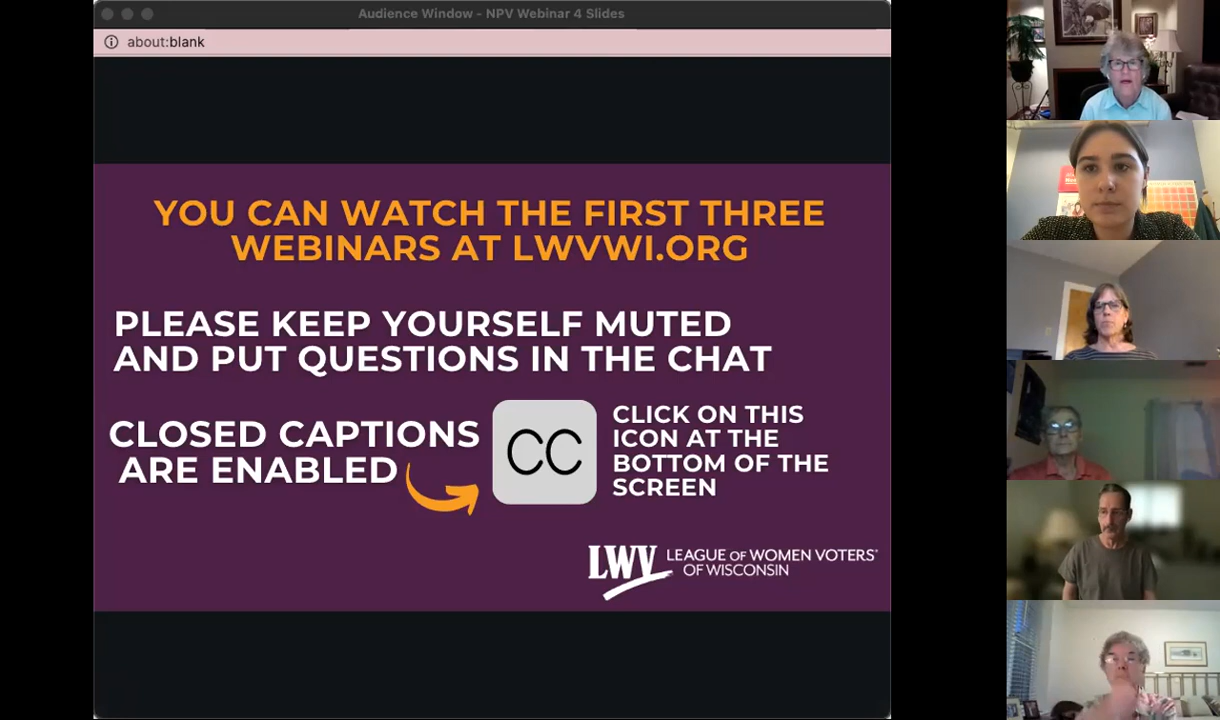 Audience Window - NPV Webinar 4 Slides
about:blank
YOU CAN WATCH THE FIRST THREE
WEBINARS AT LWVWI.ORG
PLEASE KEEP YOURSELF MUTED
AND PUT QUESTIONS IN THE CHAT
CLOSED CAPTIONS
ARE ENABLED
CC
CLICK ON THIS
ICON AT THE
BOTTOM OF THE
SCREEN
LWV
LEAGUE OF WOMEN VOTERS®
OF WISCONSIN